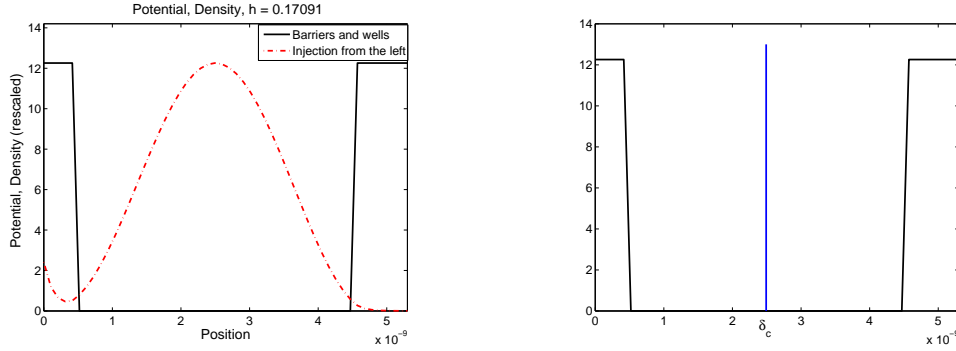 Potential, Density, h = 0.17091
Potential, Density (rescaled)
14
12
10
8
6
4
2
0
Barriers and wells
Injection from the left
0 1 2 3 4 5
Position
x 10⁻⁹
14
12
10
8
6
4
2
0
0 1 2 δc 3 4 5
x 10⁻⁹